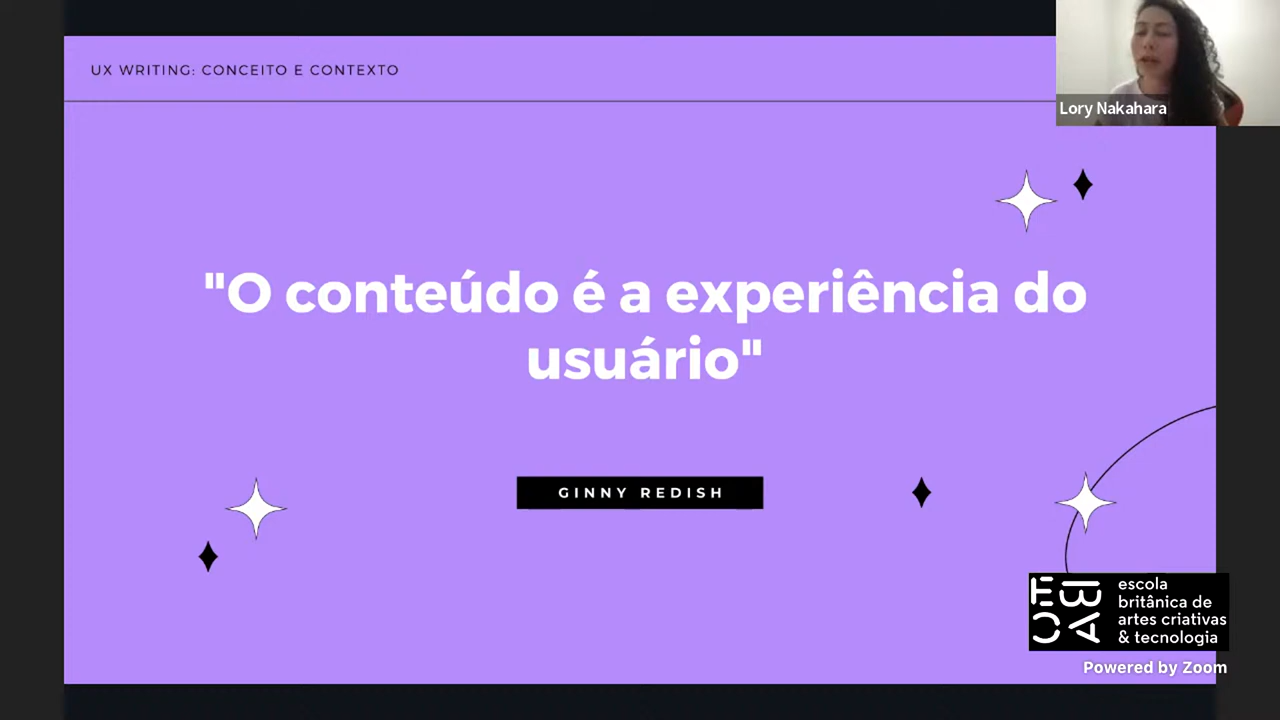 UX WRITING: CONCEITO E CONTEXTO
Lory Nakahara
"O conteúdo é a experiência do
usuário"
GINNY REDISH
escola
britânica de
artes criativas
& tecnologia
Powered by Zoom